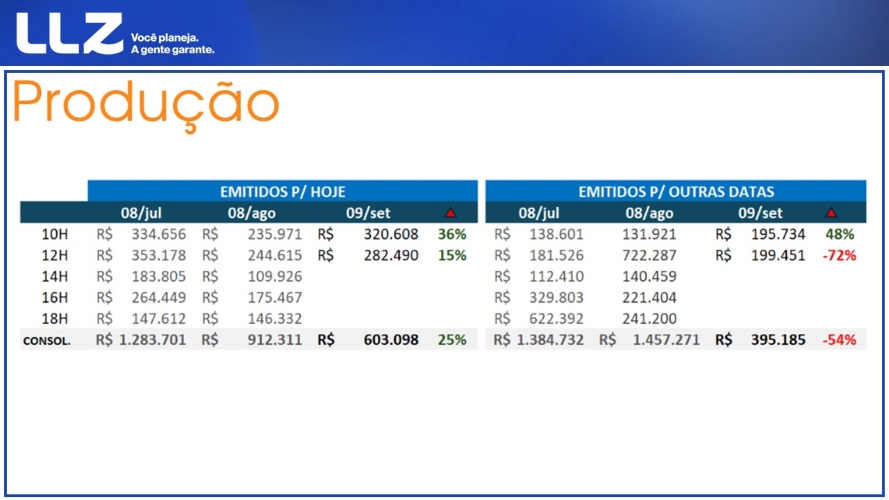 LLZ Você planeja.
A gente garante.
Produção
EMITIDOS P/ HOJE EMITIDOS P/ OUTRAS DATAS
08/jul 08/ago 09/set 08/jul 08/ago 09/set
10H R$ 334.656 R$ 235.971 R$ 320.608 36% R$ 138.601 131.921 R$ 195.734 48%
12H R$ 353.178 R$ 244.615 R$ 282.490 15% R$ 181.526 722.287 R$ 199.451 -72%
14H R$ 183.805 R$ 109.926 R$ 112.410 140.459
16H R$ 264.449 R$ 175.467 R$ 329.803 221.404
18H R$ 147.612 R$ 146.332 R$ 622.392 241.200
CONSOL. R$ 1.283.701 R$ 912.311 R$ 603.098 25% R$ 1.384.732 R$ 1.457.271 R$ 395.185 -54%